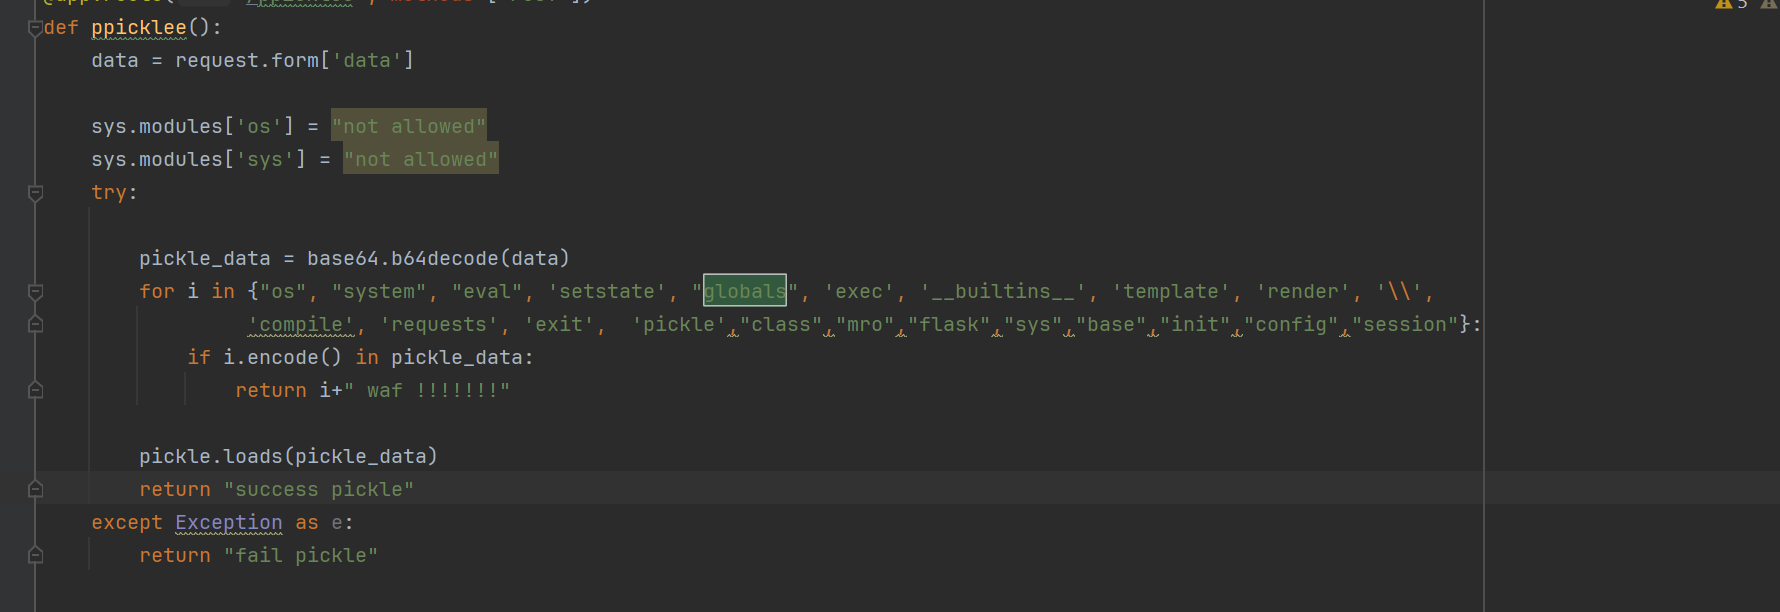 5
def ppicklee():
    data = request.form['data']
    sys.modules['os'] = "not allowed"
    sys.modules['sys'] = "not allowed"
    try:
        pickle_data = base64.b64decode(data)
        for i in {"os", "system", "eval", 'setstate', "globals", 'exec', '__builtins__', 'template', 'render', '\\',
                 'compile', 'requests', 'exit',  'pickle',"class","mro","flask","sys","base","init","config","session"}:
            if i.encode() in pickle_data:
                return i+" waf !!!!!!!"
        pickle.loads(pickle_data)
        return "success pickle"
    except Exception as e:
        return "fail pickle"